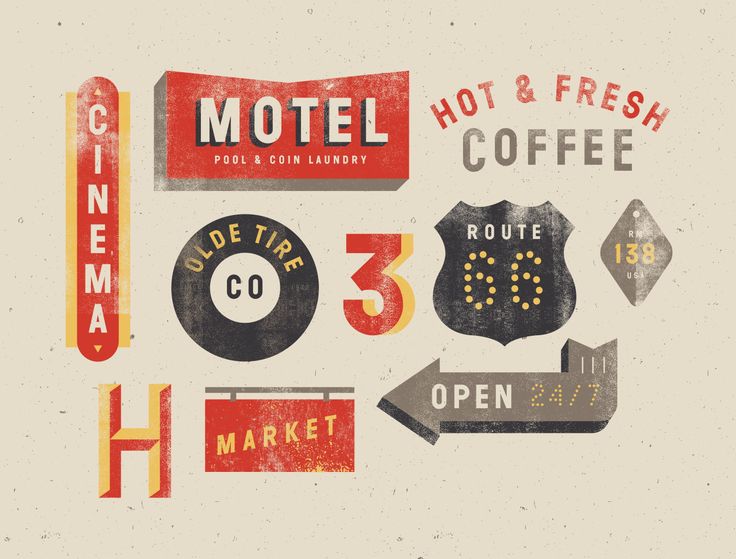 CINEMA
MOTEL
POOL & COIN LAUNDRY
HOT & FRESH
COFFEE
OLDE TIRE
CO
3
ROUTE
66
RM
138
USA
H
MARKET
OPEN 24/7